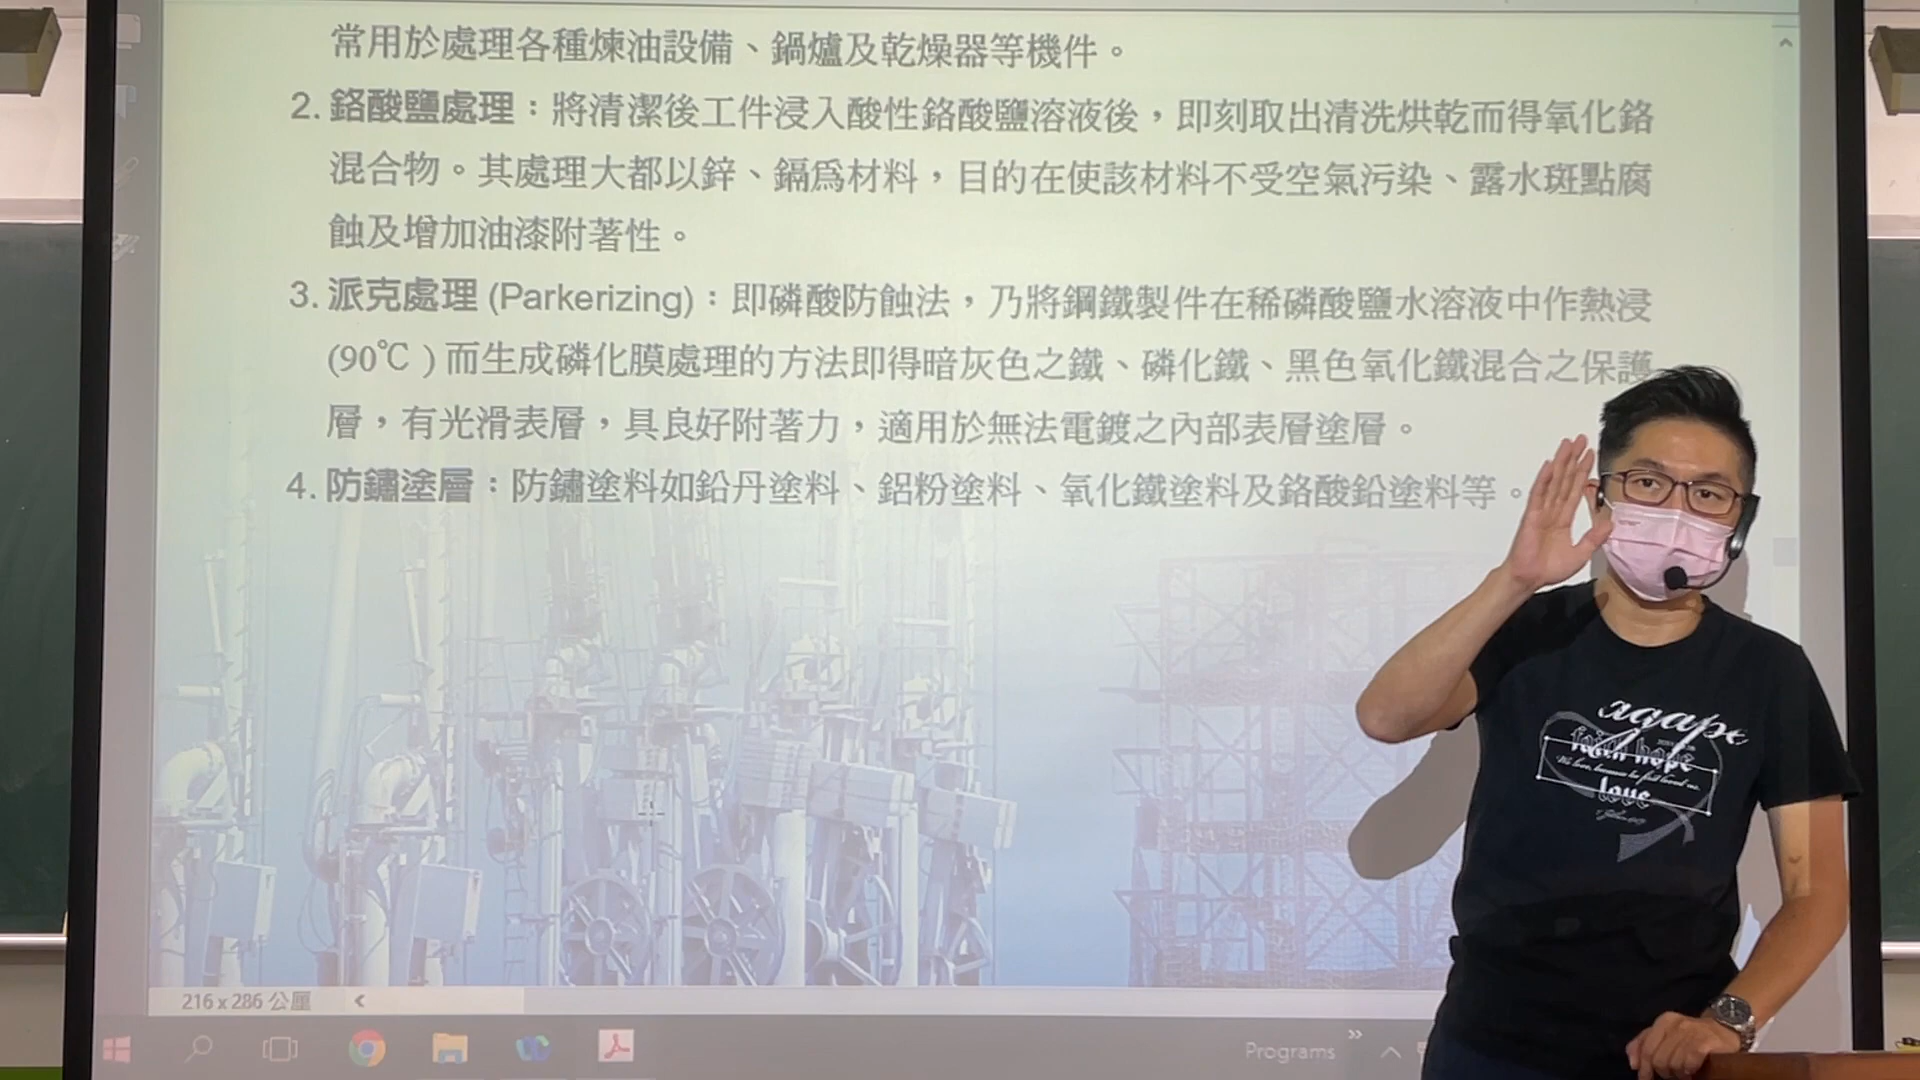 常用於處理各種煉油設備、鍋爐及乾燥器等機件。
2. 鉻酸鹽處理：將清潔後工件浸入酸性鉻酸鹽溶液後，即刻取出清洗烘乾而得氧化鉻
混合物。其處理大都以鋅、鎘爲材料，目的在使該材料不受空氣污染、露水斑點腐
蝕及增加油漆附著性。
3. 派克處理 (Parkerizing)：即磷酸防蝕法，乃將鋼鐵製件在稀磷酸鹽水溶液中作熱浸
(90℃ ) 而生成磷化膜處理的方法即得暗灰色之鐵、磷化鐵、黑色氧化鐵混合之保護
層，有光滑表層，具良好附著力，適用於無法電鍍之內部表層塗層。
4. 防鏽塗層：防鏽塗料如鉛丹塗料、鋁粉塗料、氧化鐵塗料及鉻酸鉛塗料等。
agape
faith hope
love
216 x 286 公厘
Programs